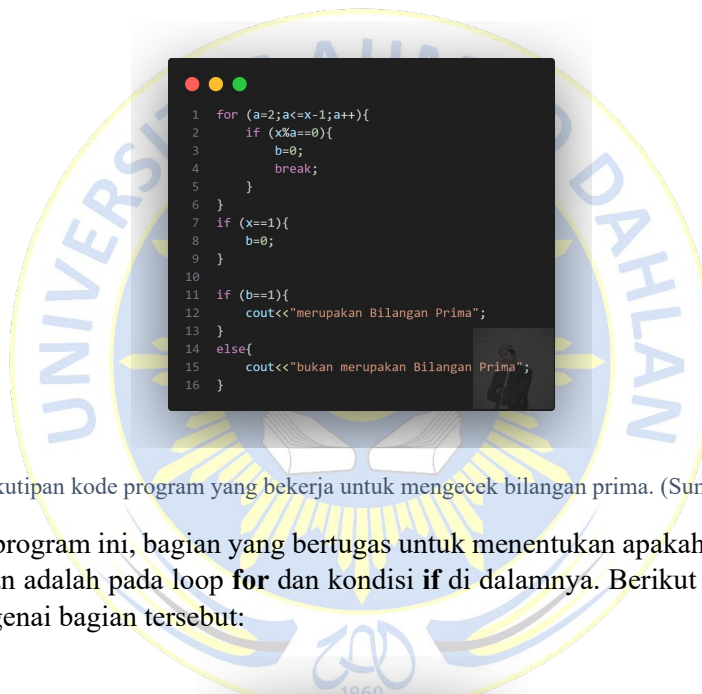 1 for (a=2;a<=x-1;a++){
2 if (x%a==0){
3 b=0;
4 break;
5 }
6 }
7 if (x==1){
8 b=0;
9 }
10
11 if (b==1){
12 cout<<"merupakan Bilangan Prima";
13 }
14 else{
15 cout<<"bukan merupakan Bilangan Prima";
16 }
kutipan kode program yang bekerja untuk mengecek bilangan prima. (Sum
program ini, bagian yang bertugas untuk menentukan apakah
n adalah pada loop for dan kondisi if di dalamnya. Berikut
genai bagian tersebut:
UNIVERSITAS AHMAD DAHLAN
1960